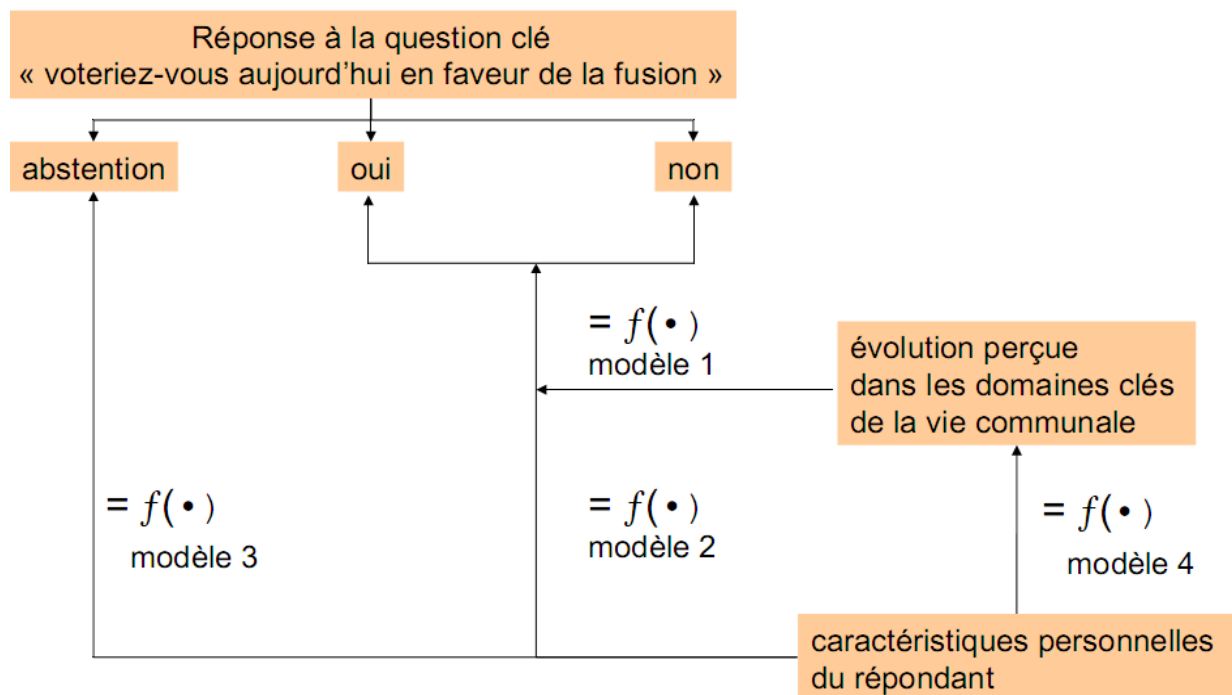 Réponse à la question clé
« voteriez-vous aujourd’hui en faveur de la fusion »
abstention
oui
non
= f(•)
modèle 1
évolution perçue
dans les domaines clés
de la vie communale
= f(•)
modèle 3
= f(•)
modèle 2
= f(•)
modèle 4
caractéristiques personnelles
du répondant